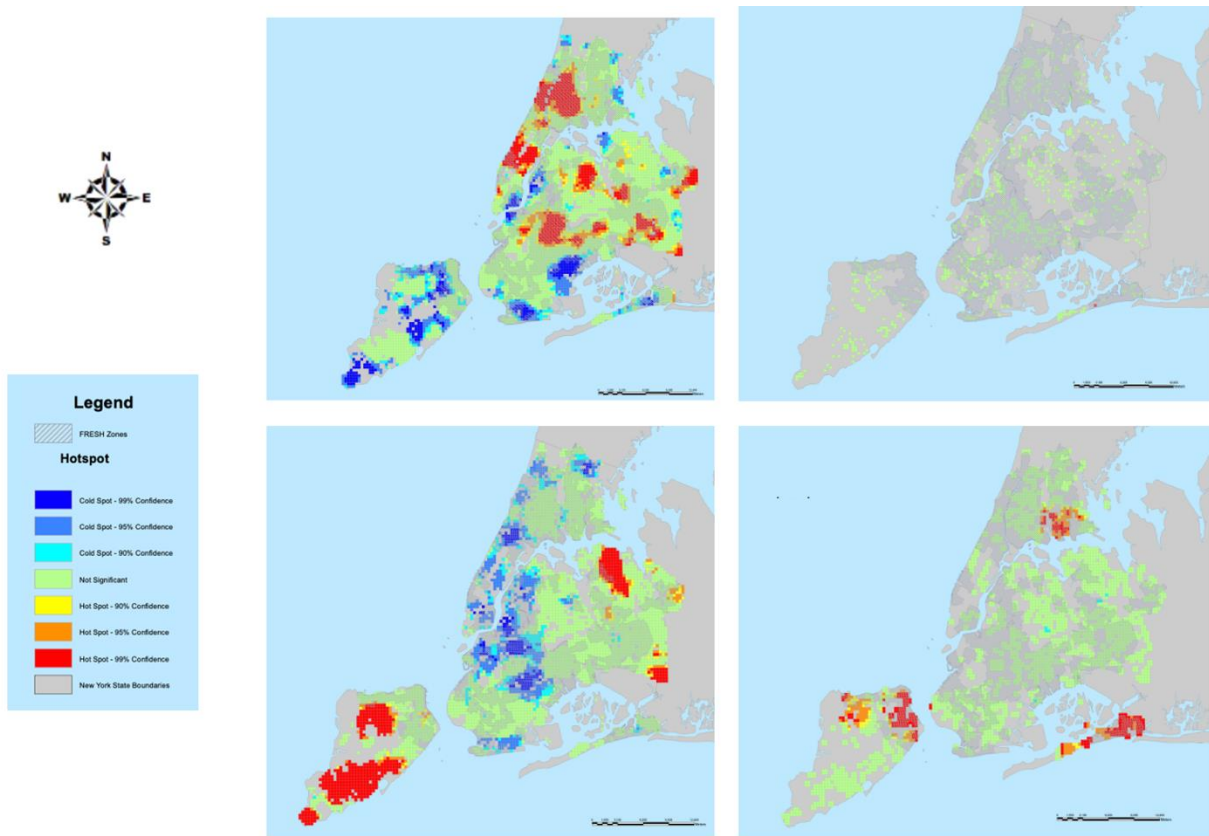 N
W E
S
Legend
FRESH Zones
Hotspot
Cold Spot - 99% Confidence
Cold Spot - 95% Confidence
Cold Spot - 90% Confidence
Not Significant
Hot Spot - 90% Confidence
Hot Spot - 95% Confidence
Hot Spot - 99% Confidence
New York State Boundaries